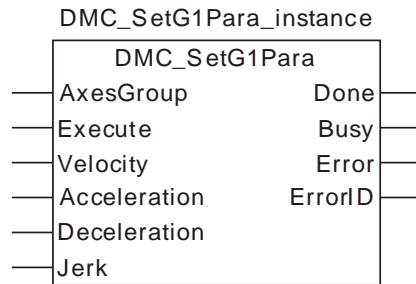 DMC_SetG1Para_instance
DMC_SetG1Para
AxesGroup Done
Execute Busy
Velocity Error
Acceleration ErrorID
Deceleration
Jerk